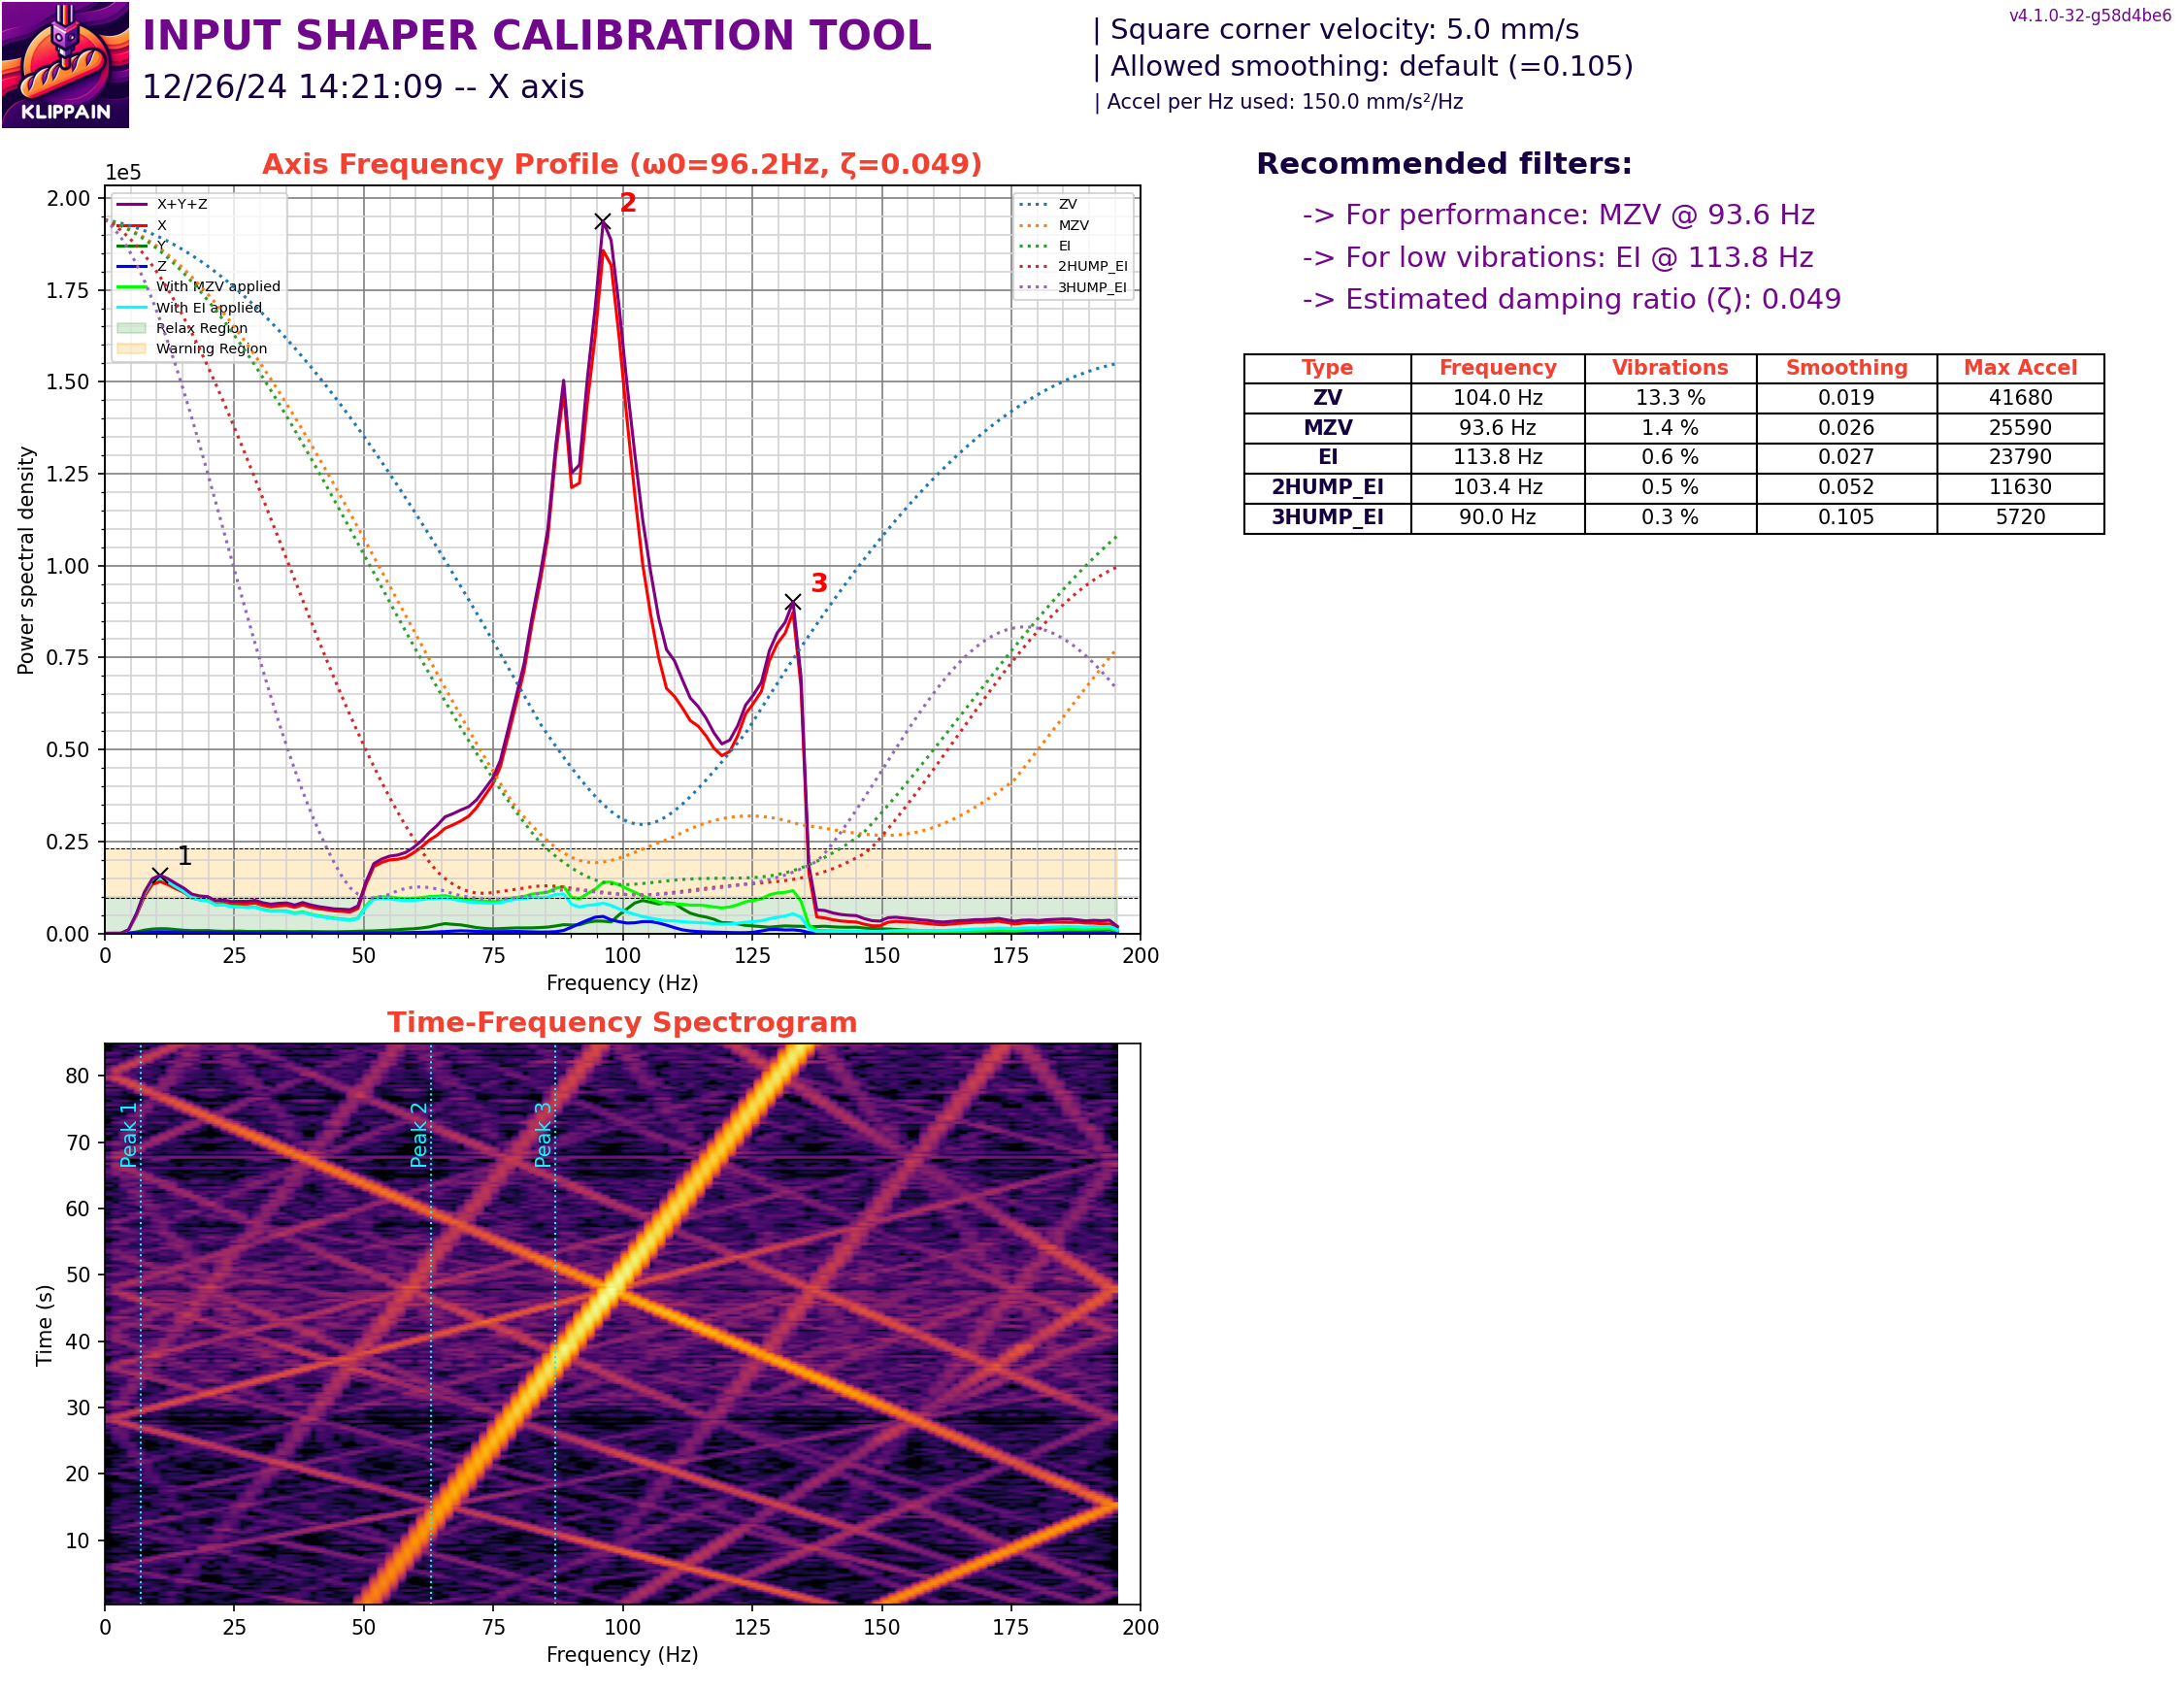 KLIPPAIN
INPUT SHAPER CALIBRATION TOOL
12/26/24 14:21:09 -- X axis
| Square corner velocity: 5.0 mm/s
| Allowed smoothing: default (=0.105)
| Accel per Hz used: 150.0 mm/s²/Hz
v4.1.0-32-g58d4be6
Axis Frequency Profile (ω0=96.2Hz, ζ=0.049)
1e5
2.00
1.75
1.50
1.25
1.00
0.75
0.50
0.25
0.00
Power spectral density
X+Y+Z
X
Y
Z
With MZV applied
With EI applied
Relax Region
Warning Region
ZV
MZV
EI
2HUMP_EI
3HUMP_EI
1
2
3
0 25 50 75 100 125 150 175 200
Frequency (Hz)
Recommended filters:
-> For performance: MZV @ 93.6 Hz
-> For low vibrations: EI @ 113.8 Hz
-> Estimated damping ratio (ζ): 0.049
Type Frequency Vibrations Smoothing Max Accel
ZV 104.0 Hz 13.3 % 0.019 41680
MZV 93.6 Hz 1.4 % 0.026 25590
EI 113.8 Hz 0.6 % 0.027 23790
2HUMP_EI 103.4 Hz 0.5 % 0.052 11630
3HUMP_EI 90.0 Hz 0.3 % 0.105 5720
Time-Frequency Spectrogram
80
70
60
50
40
30
20
10
Time (s)
Peak 1
Peak 2
Peak 3
0 25 50 75 100 125 150 175 200
Frequency (Hz)